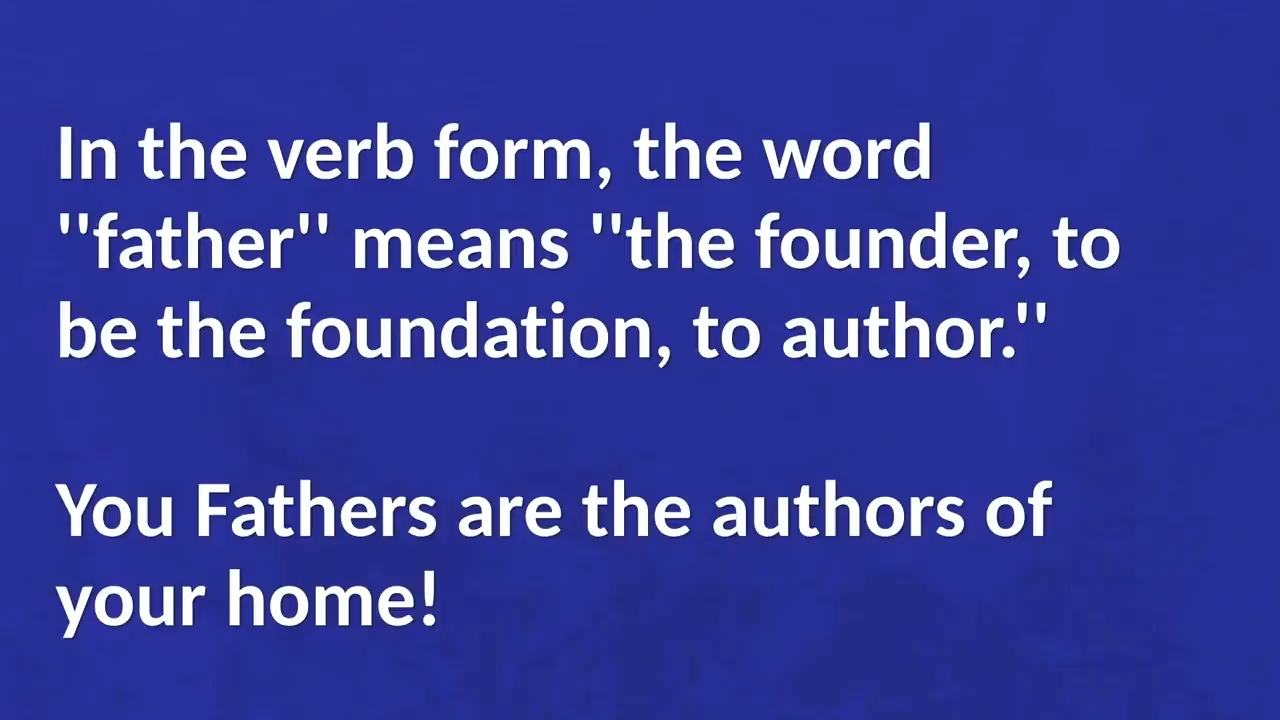 In the verb form, the word
''father'' means ''the founder, to
be the foundation, to author.''
You Fathers are the authors of
your home!